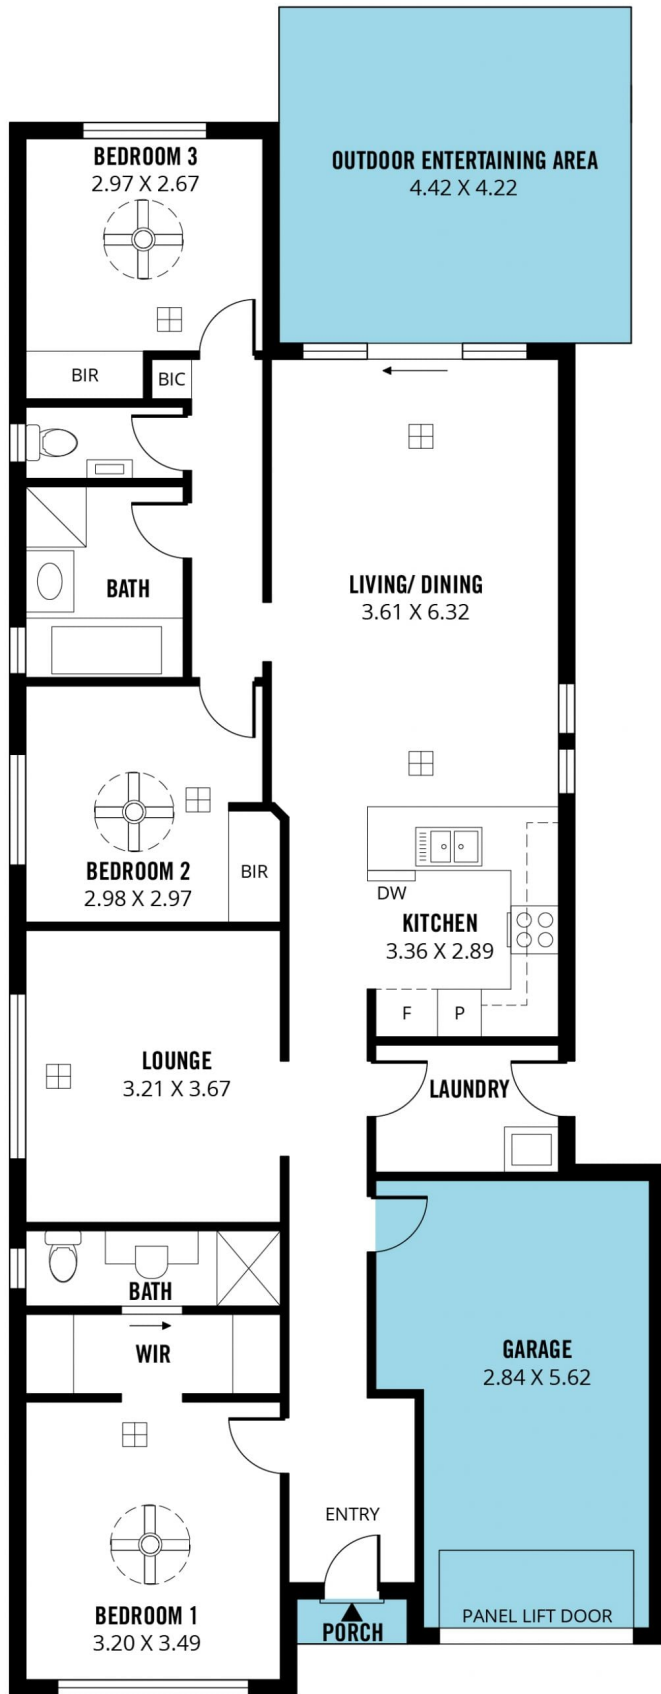 BEDROOM 3
2.97 X 2.67
OUTDOOR ENTERTAINING AREA
4.42 X 4.22
BIR
BIC
BATH
LIVING/ DINING
3.61 X 6.32
BEDROOM 2
2.98 X 2.97
BIR
DW
KITCHEN
3.36 X 2.89
F
P
LOUNGE
3.21 X 3.67
LAUNDRY
BATH
WIR
GARAGE
2.84 X 5.62
ENTRY
BEDROOM 1
3.20 X 3.49
PORCH
PANEL LIFT DOOR